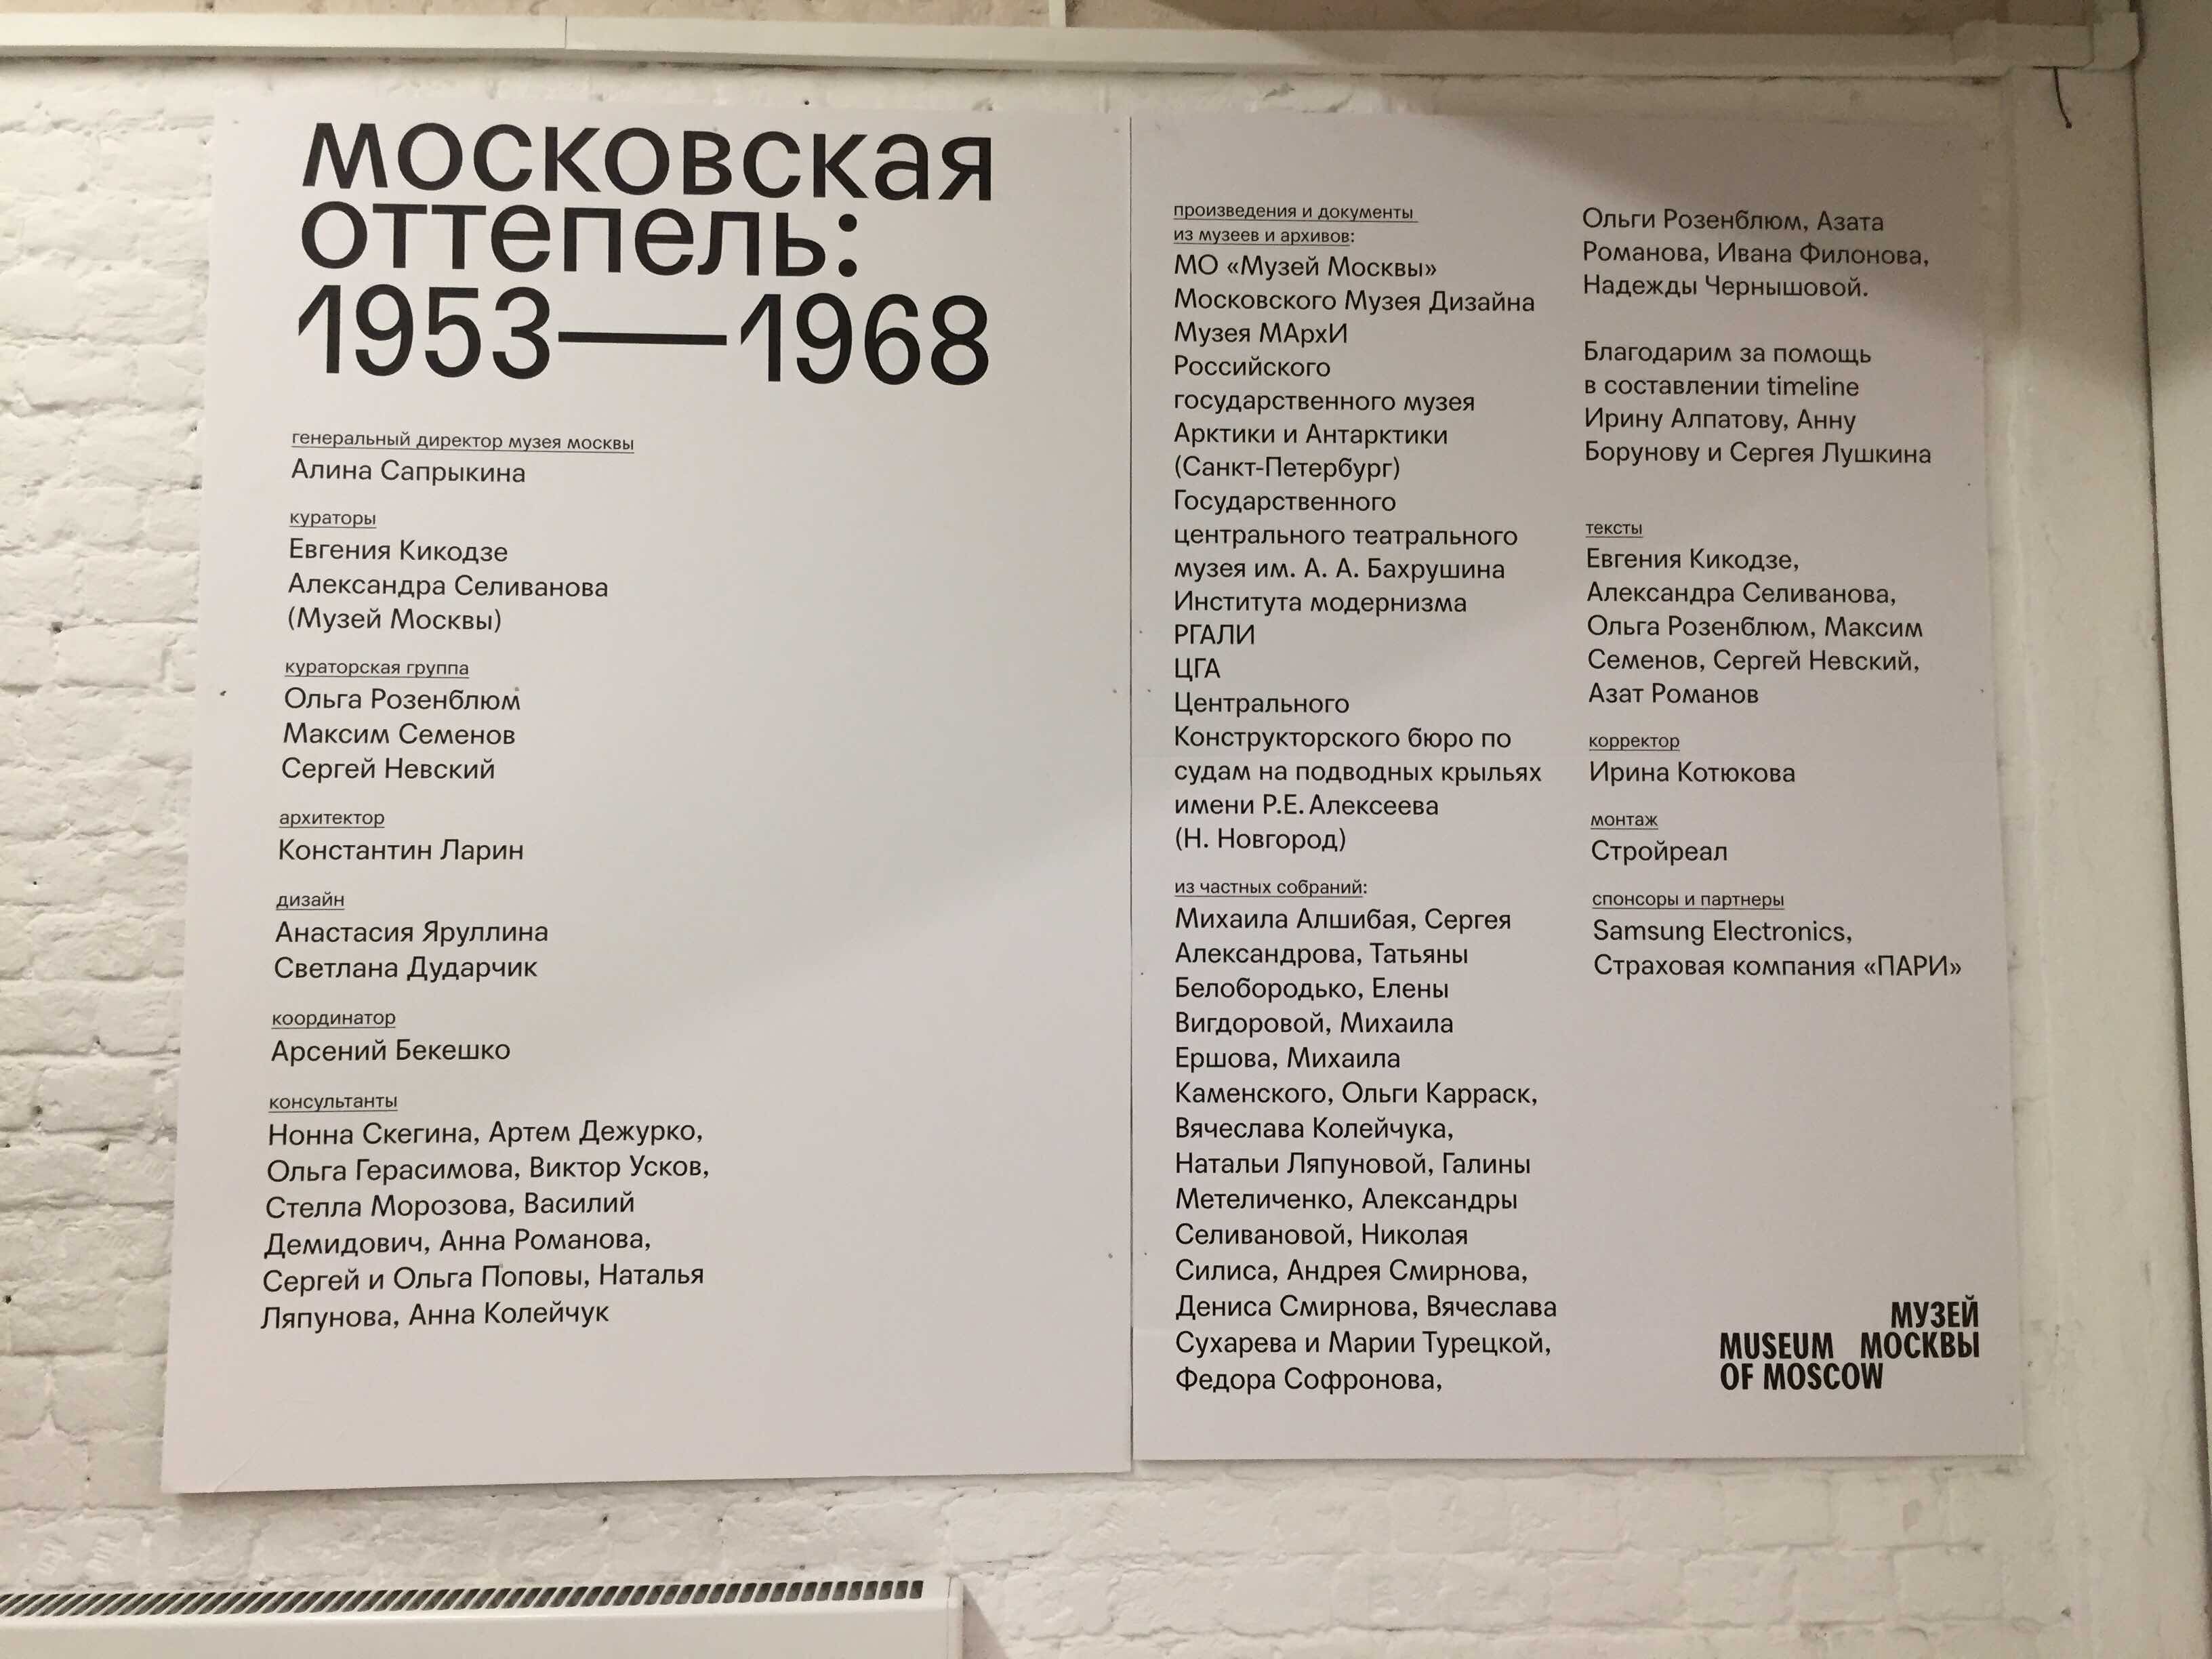 московская
оттепель:
1953—1968
генеральный директор музея москвы
Алина Сапрыкина
кураторы
Евгения Кикодзе
Александра Селиванова
(Музей Москвы)
кураторская группа
Ольга Розенблюм
Максим Семенов
Сергей Невский
архитектор
Константин Ларин
дизайн
Анастасия Яруллина
Светлана Дударчик
координатор
Арсений Бекешко
консультанты
Нонна Скегина, Артем Дежурко,
Ольга Герасимова, Виктор Усков,
Стелла Морозова, Василий
Демидович, Анна Романова,
Сергей и Ольга Поповы, Наталья
Ляпунова, Анна Колейчук
произведения и документы
из музеев и архивов:
МО «Музей Москвы»
Московского Музея Дизайна
Музея МАрхИ
Российского
государственного музея
Арктики и Антарктики
(Санкт-Петербург)
Государственного
центрального театрального
музея им. А. А. Бахрушина
Института модернизма
РГАЛИ
ЦГА
Центрального
Конструкторского бюро по
судам на подводных крыльях
имени Р.Е. Алексеева
(Н. Новгород)
из частных собраний:
Михаила Алшибая, Сергея
Александрова, Татьяны
Белобородько, Елены
Вигдоровой, Михаила
Ершова, Михаила
Каменского, Ольги Карраск,
Вячеслава Колейчука,
Натальи Ляпуновой, Галины
Метеличенко, Александры
Селивановой, Николая
Силиса, Андрея Смирнова,
Дениса Смирнова, Вячеслава
Сухарева и Марии Турецкой,
Федора Софронова,
Ольги Розенблюм, Азата
Романова, Ивана Филонова,
Надежды Чернышовой.
Благодарим за помощь
в составлении timeline
Ирину Алпатову, Анну
Борунову и Сергея Лушкина
тексты
Евгения Кикодзе,
Александра Селиванова,
Ольга Розенблюм, Максим
Семенов, Сергей Невский,
Азат Романов
корректор
Ирина Котюкова
монтаж
Стройреал
спонсоры и партнеры
Samsung Electronics,
Страховая компания «ПАРИ»
МУЗЕЙ
MUSEUM МОСКВЫ
OF MOSCOW